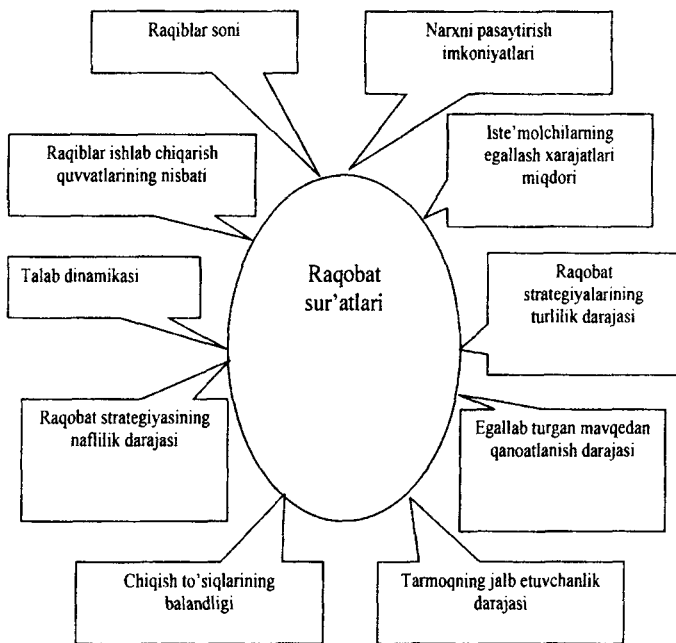 Raqiblar soni
Narxni pasaytirish
imkoniyatlari
Raqiblar ishlab chiqarish
quvvatlarining nisbati
Iste'molchilarning
egallash xarajatlari
miqdori
Talab dinamikasi
Raqobat
sur'atlari
Raqobat
strategiyalarining
turlilik darajasi
Raqobat strategiyasining
naflilik darajasi
Egallab turgan mavqedan
qanoatlanish darajasi
Chiqish to'siqlarining
balandligi
Tarmoqning jalb etuvchanlik
darajasi